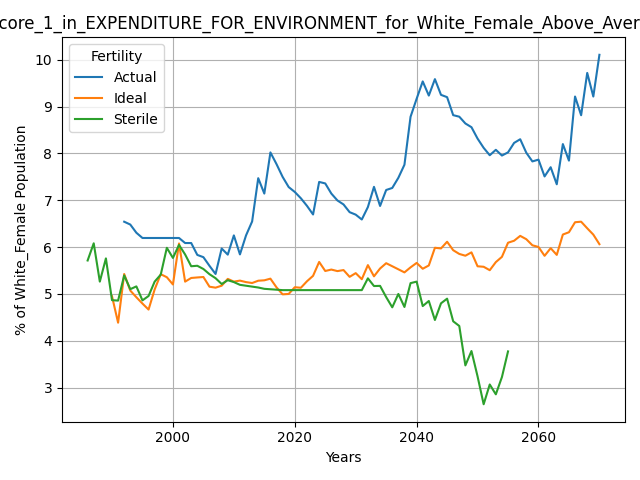 core_1_in_EXPENDITURE_FOR_ENVIRONMENT_for_White_Female_Above_Aver
Fertility
Actual
Ideal
Sterile
10
9
8
7
6
5
4
3
% of White_Female Population
2000 2020 2040 2060
Years